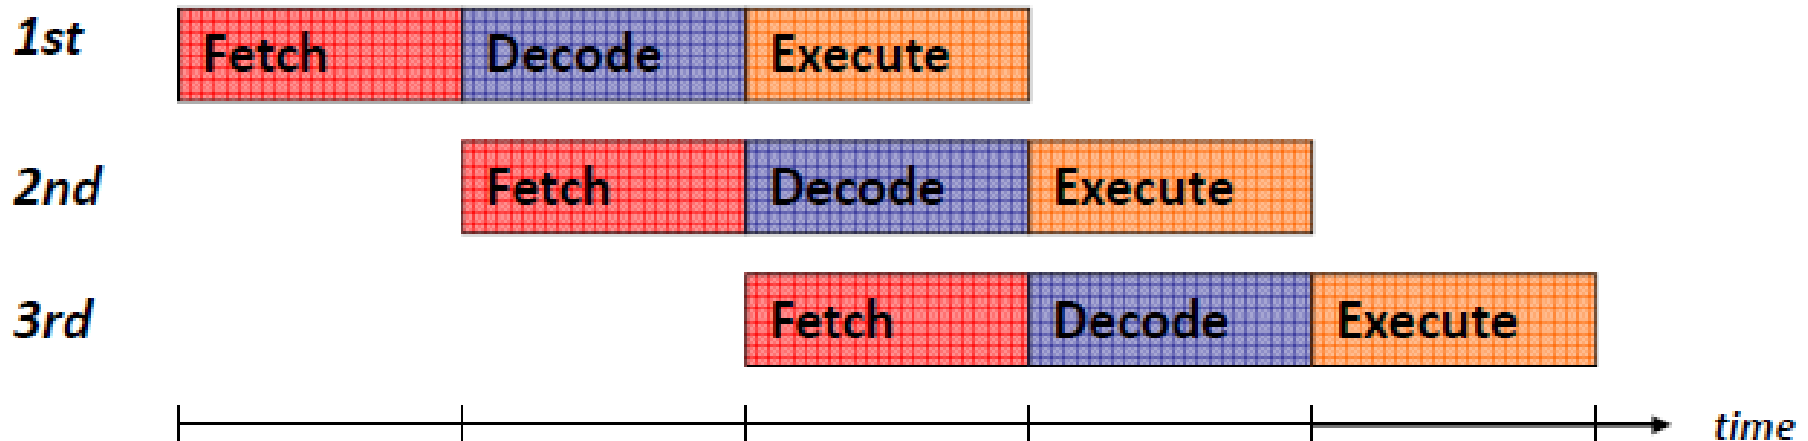 1st Fetch Decode Execute
2nd Fetch Decode Execute
3rd Fetch Decode Execute
time